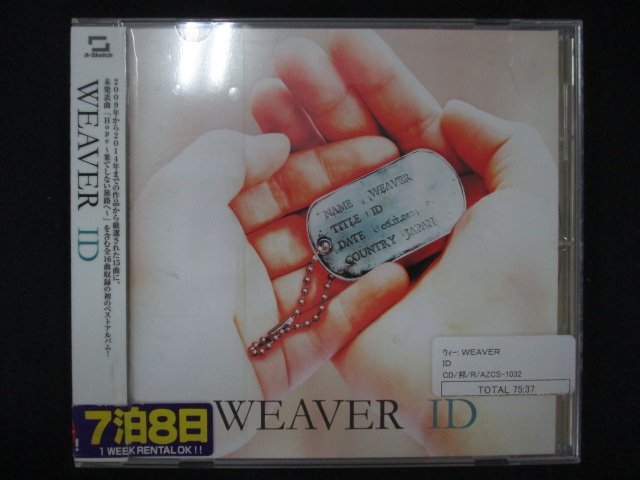 A-Sketch
WEAVER ID
2009年から2014年までの作品から厳選された15曲に、
未発表曲「Hope～果てしない旅路へ～」を含む全16曲収録の初のベストアルバム!
NAME : WEAVER
TITLE : ID
DATE
COUNTRY : JAPAN
ウィー: WEAVER
ID
CD/邦/R/AZCS-1032
TOTAL 75:37
7泊8日
1 WEEK RENTAL OK!!
WEAVER ID